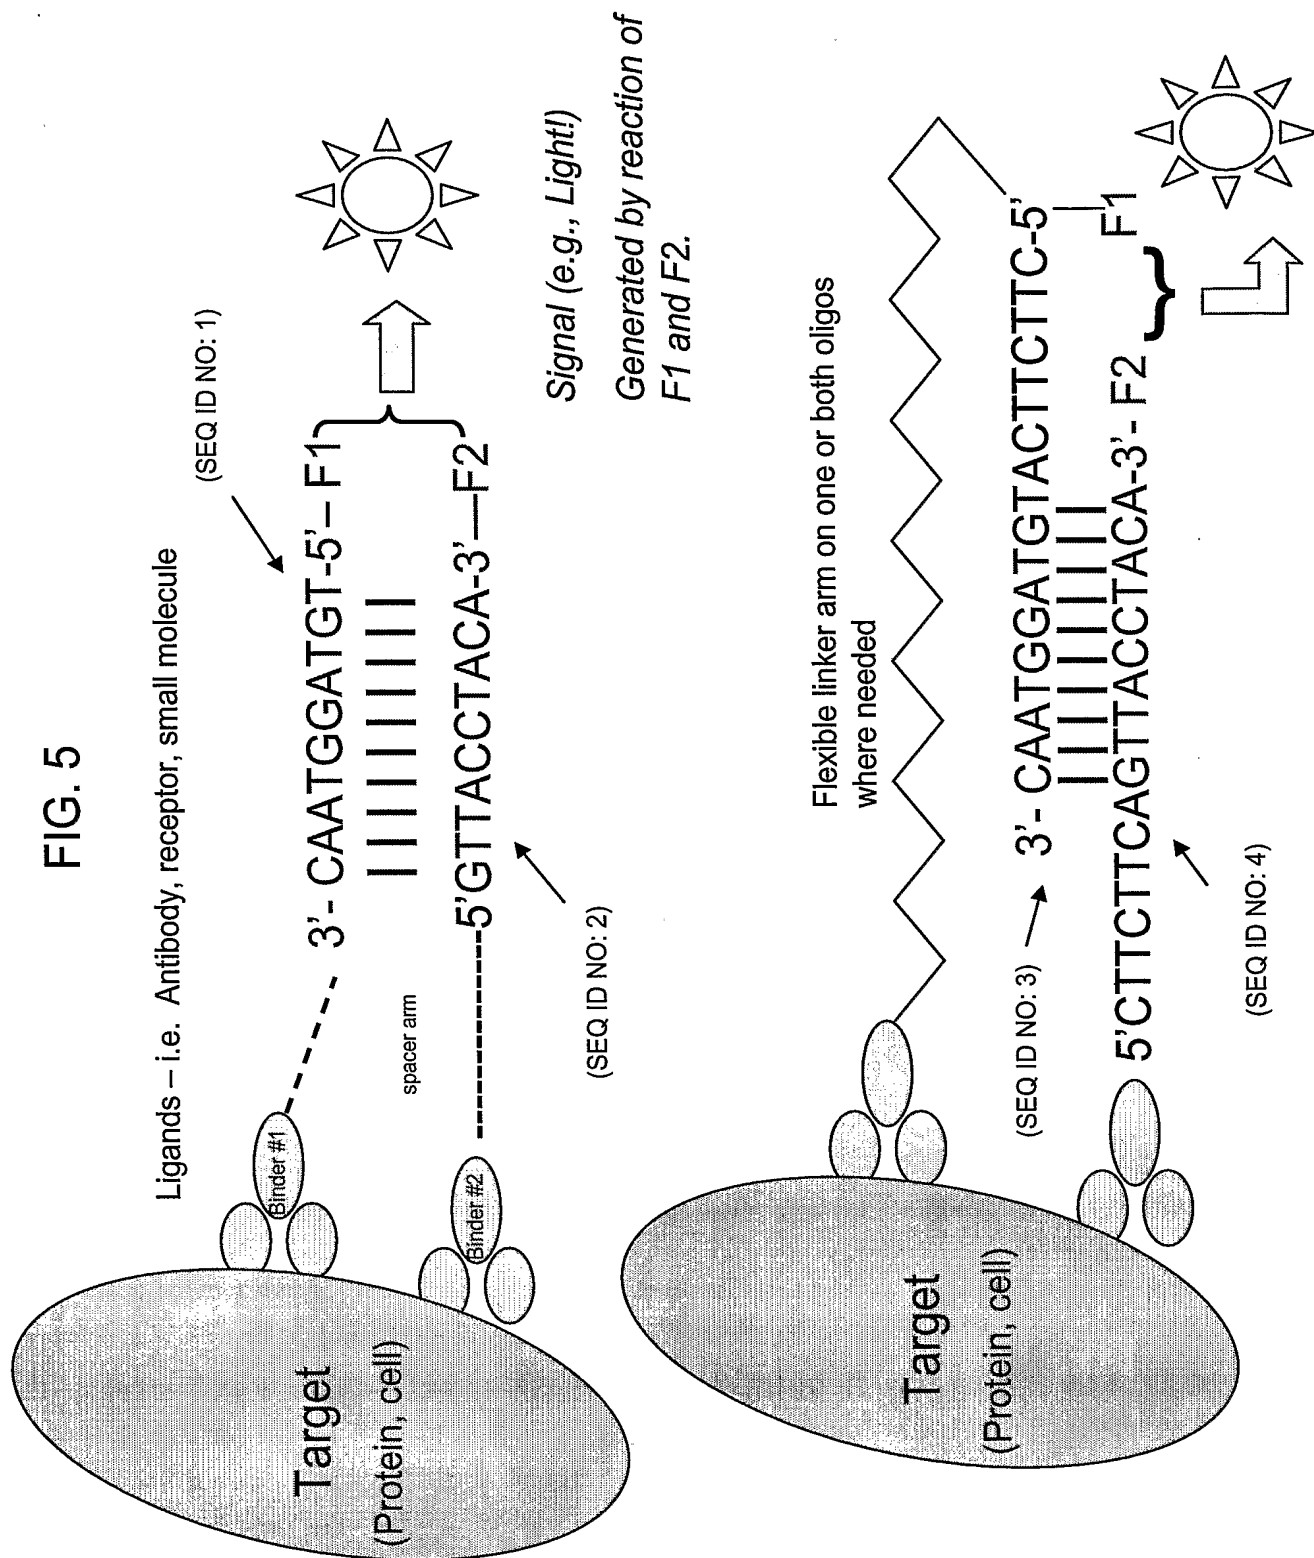 FIG. 5
Ligands – i.e. Antibody, receptor, small molecule
(SEQ ID NO: 1)
Binder #1
3'- CAATGGATGT-5'– F1
spacer arm
Binder #2
5'GTTACCTACA-3'—F2
(SEQ ID NO: 2)
Target
(Protein, cell)
Signal (e.g., Light!)
Generated by reaction of
F1 and F2.
Flexible linker arm on one or both oligos
where needed
(SEQ ID NO: 3)
3'- CAATGGATGTACTTCTTC-5'
F1
5'CTTCTTCAGTTACCTACA-3'- F2
(SEQ ID NO: 4)
Target
(Protein, cell)